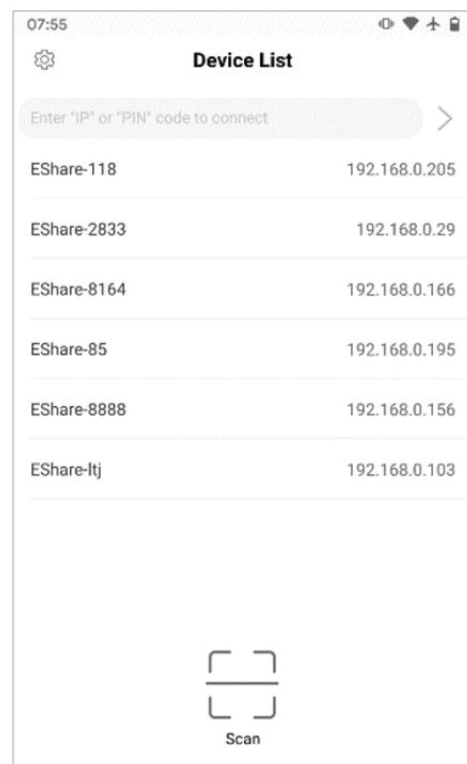 07:55
Device List
Enter "IP" or "PIN" code to connect
EShare-118 192.168.0.205
EShare-2833 192.168.0.29
EShare-8164 192.168.0.166
EShare-85 192.168.0.195
EShare-8888 192.168.0.156
EShare-ltj 192.168.0.103
Scan